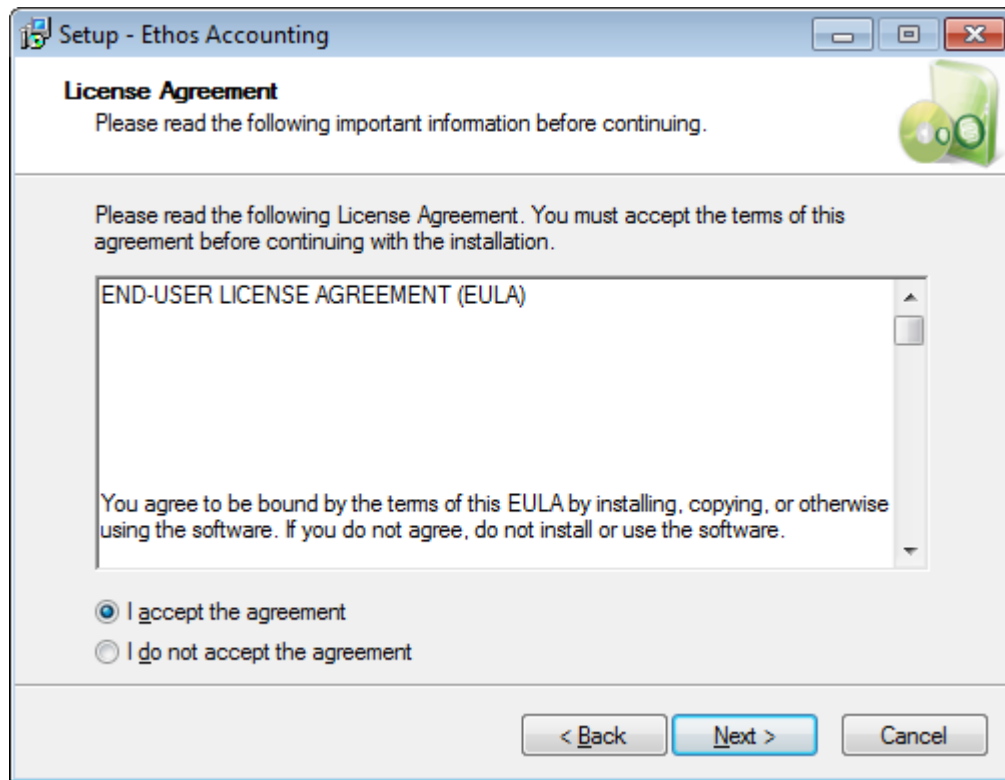 Setup - Ethos Accounting
License Agreement
Please read the following important information before continuing.
Please read the following License Agreement. You must accept the terms of this
agreement before continuing with the installation.
END-USER LICENSE AGREEMENT (EULA)
You agree to be bound by the terms of this EULA by installing, copying, or otherwise
using the software. If you do not agree, do not install or use the software.
I accept the agreement
I do not accept the agreement
< Back Next > Cancel